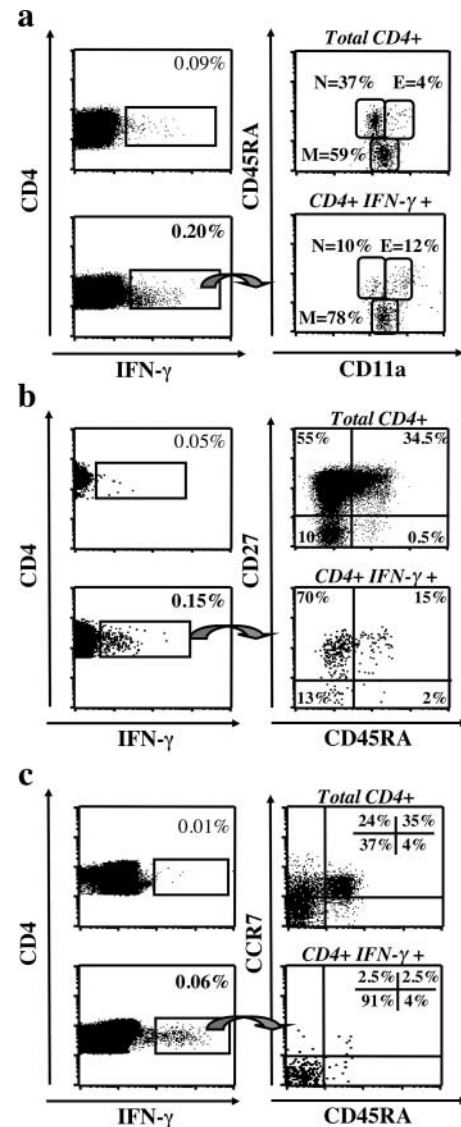 a
Total CD4+
0.09%
N=37% E=4%
M=59%
CD4
CD45RA
CD4+ IFN-γ +
0.20%
N=10% E=12%
M=78%
IFN-γ
CD11a
b
Total CD4+
0.05%
55% 34.5%
10 0.5%
CD4
CD27
CD4+ IFN-γ +
0.15%
70% 15%
13% 2%
IFN-γ
CD45RA
c
Total CD4+
0.01%
24% 35%
37% 4%
CD4
CCR7
CD4+ IFN-γ +
0.06%
2.5% 2.5%
91% 4%
IFN-γ
CD45RA